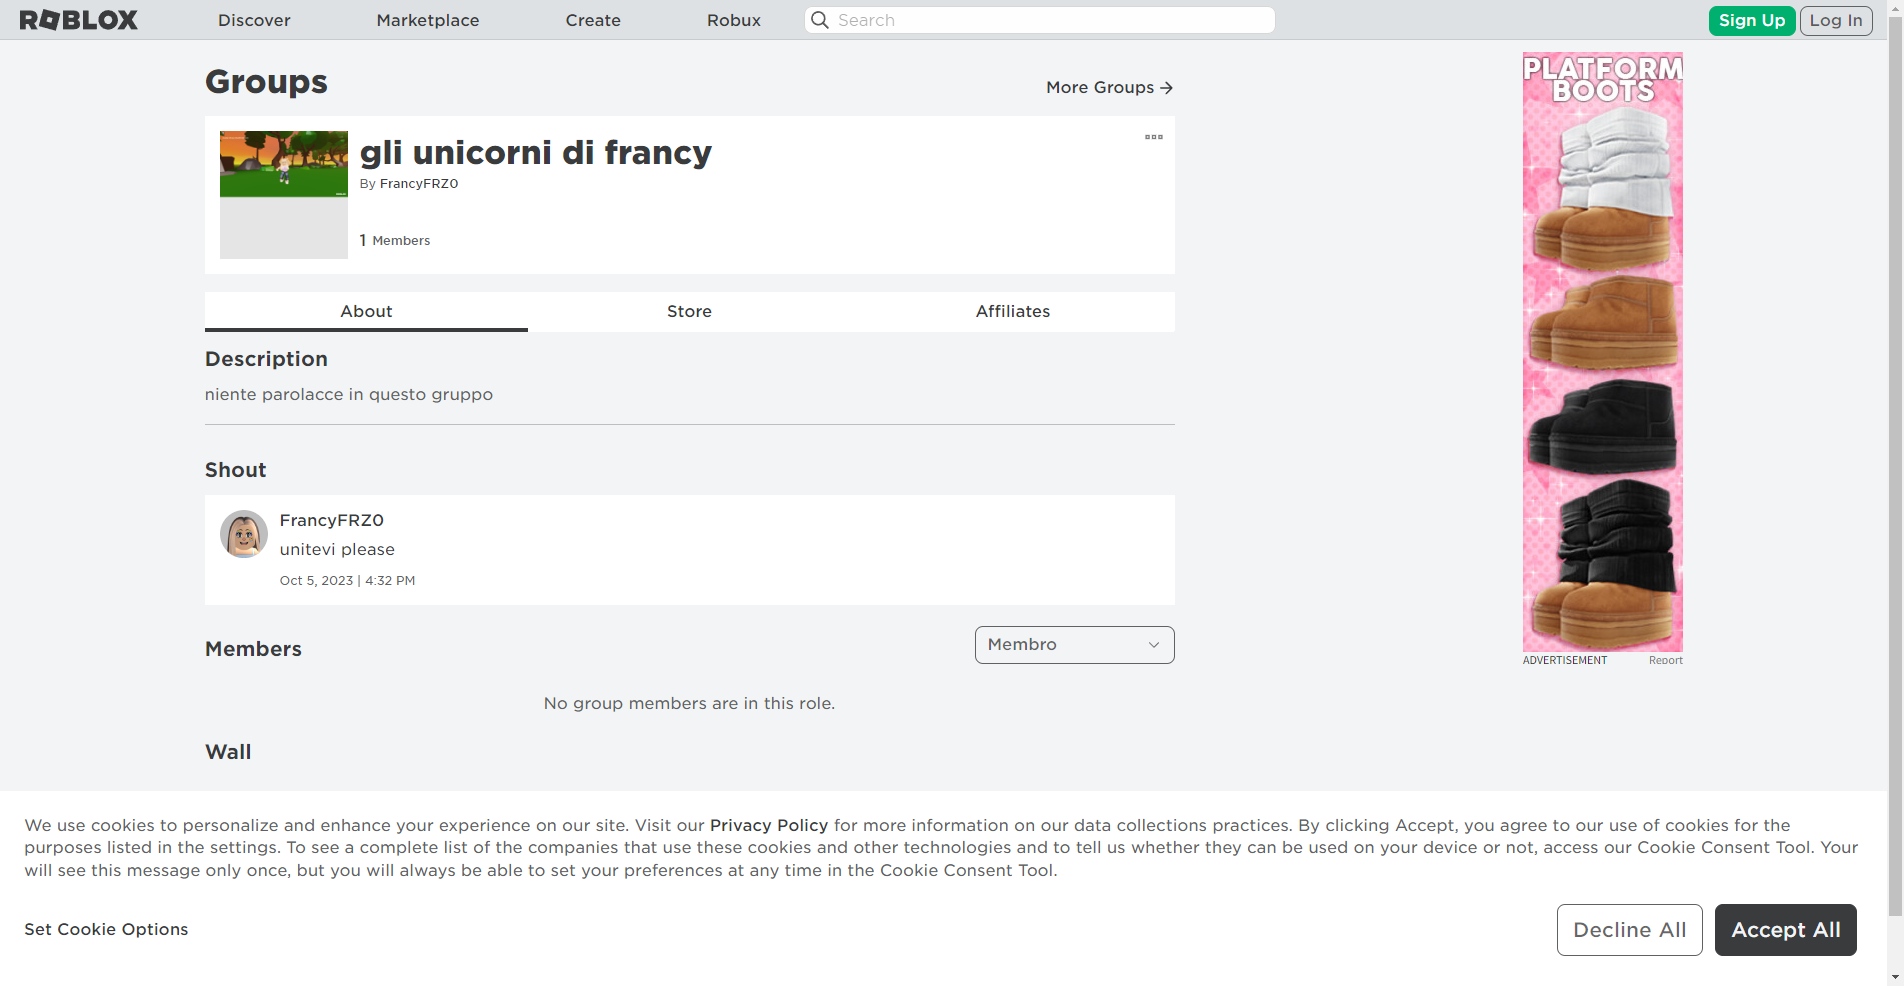 ROBLOX
Discover
Marketplace
Create
Robux
Search
Sign Up
Log In
Groups
More Groups
gli unicorni di francy
By FrancyFRZ0
1 Members
About
Store
Affiliates
Description
niente parolacce in questo gruppo
Shout
FrancyFRZ0
unitevi please
Oct 5, 2023 | 4:32 PM
Members
Membro
No group members are in this role.
Wall
PLATFORM
BOOTS
ADVERTISEMENT
Report
We use cookies to personalize and enhance your experience on our site. Visit our Privacy Policy for more information on our data collections practices. By clicking Accept, you agree to our use of cookies for the
purposes listed in the settings. To see a complete list of the companies that use these cookies and other technologies and to tell us whether they can be used on your device or not, access our Cookie Consent Tool. Your
will see this message only once, but you will always be able to set your preferences at any time in the Cookie Consent Tool.
Set Cookie Options
Decline All
Accept All